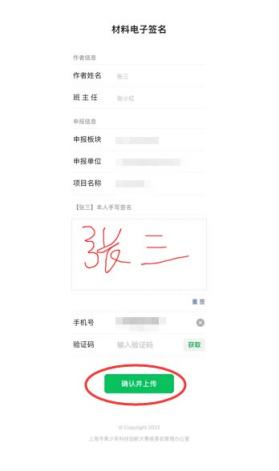 材料电子签名
作者信息
作者姓名 张三
班 主 任 张小红
申报信息
申报板块
申报单位
项目名称
【张三】本人手写签名
张三
重 签
手机号
验证码 输入验证码 获取
确认并上传
© Copyright 2022
上海市青少年科技创新大赛组委会管理办公室